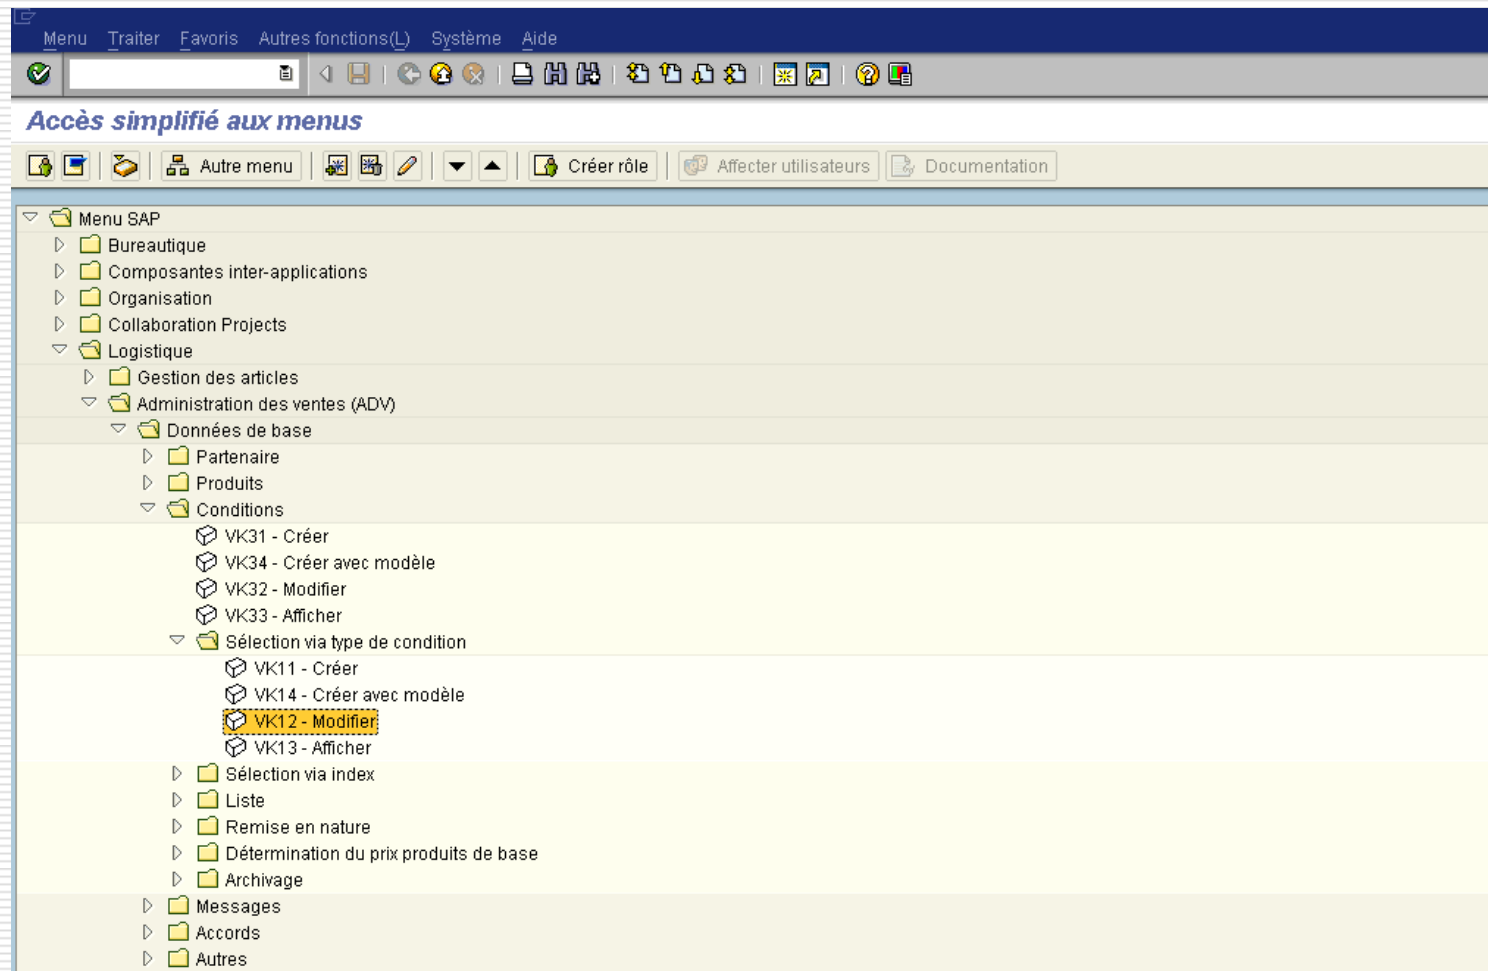 Menu Traiter Favoris Autres fonctions(L) Système Aide
Accès simplifié aux menus
Autre menu Créer rôle Affecter utilisateurs Documentation
Menu SAP
Bureautique
Composantes inter-applications
Organisation
Collaboration Projects
Logistique
Gestion des articles
Administration des ventes (ADV)
Données de base
Partenaire
Produits
Conditions
VK31 - Créer
VK34 - Créer avec modèle
VK32 - Modifier
VK33 - Afficher
Sélection via type de condition
VK11 - Créer
VK14 - Créer avec modèle
VK12 - Modifier
VK13 - Afficher
Sélection via index
Liste
Remise en nature
Détermination du prix produits de base
Archivage
Messages
Accords
Autres